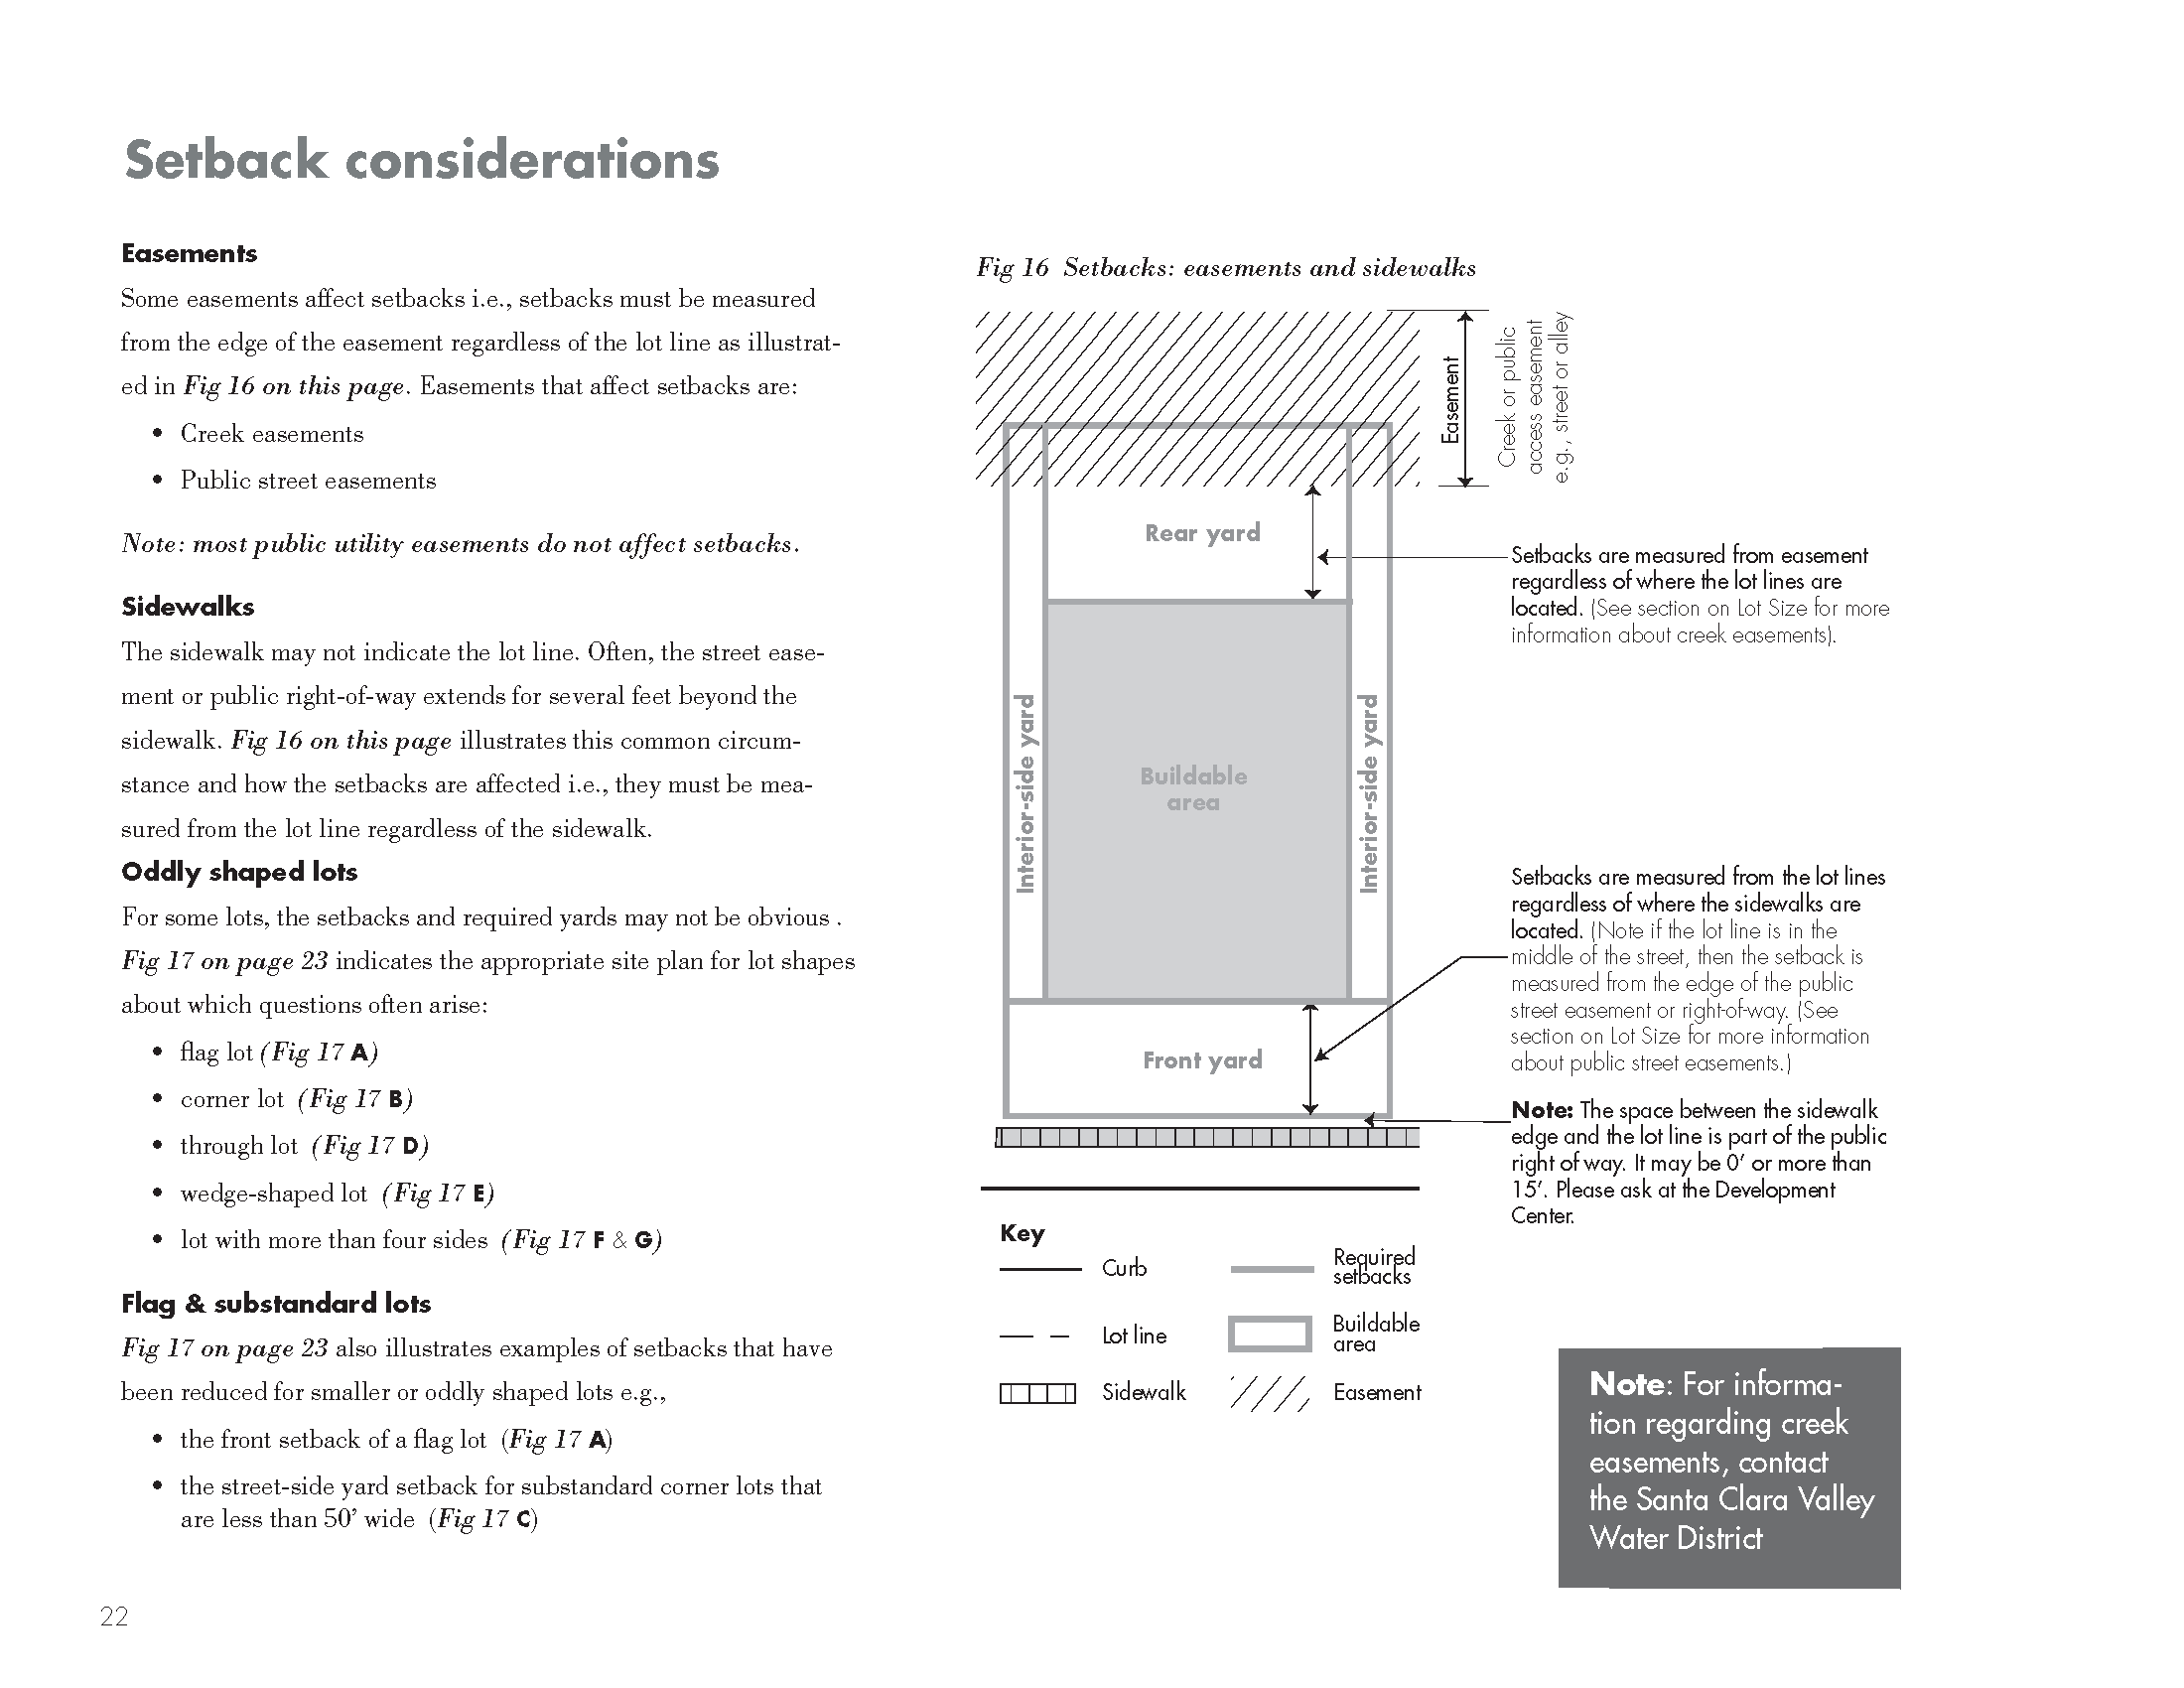 Setback considerations
Easements
Some easements affect setbacks i.e., setbacks must be measured
from the edge of the easement regardless of the lot line as illustrat-
ed in Fig 16 on this page. Easements that affect setbacks are:
• Creek easements
• Public street easements
Note: most public utility easements do not affect setbacks.
Sidewalks
The sidewalk may not indicate the lot line. Often, the street ease-
ment or public right-of-way extends for several feet beyond the
sidewalk. Fig 16 on this page illustrates this common circum-
stance and how the setbacks are affected i.e., they must be mea-
sured from the lot line regardless of the sidewalk.
Oddly shaped lots
For some lots, the setbacks and required yards may not be obvious .
Fig 17 on page 23 indicates the appropriate site plan for lot shapes
about which questions often arise:
• flag lot (Fig 17 A)
• corner lot (Fig 17 B)
• through lot (Fig 17 D)
• wedge-shaped lot (Fig 17 E)
• lot with more than four sides (Fig 17 F & G)
Flag & substandard lots
Fig 17 on page 23 also illustrates examples of setbacks that have
been reduced for smaller or oddly shaped lots e.g.,
• the front setback of a flag lot (Fig 17 A)
• the street-side yard setback for substandard corner lots that
are less than 50’ wide (Fig 17 C)
22
Fig 16 Setbacks: easements and sidewalks
Easement
Creek or public
access easement
e.g., street or alley
Rear yard
Setbacks are measured from easement
regardless of where the lot lines are
located. (See section on Lot Size for more
information about creek easements).
Interior-side yard
Buildable
area
Interior-side yard
Setbacks are measured from the lot lines
regardless of where the sidewalks are
located. (Note if the lot line is in the
middle of the street, then the setback is
measured from the edge of the public
street easement or right-of-way. (See
section on Lot Size for more information
about public street easements.)
Front yard
Note: The space between the sidewalk
edge and the lot line is part of the public
right of way. It may be 0’ or more than
15’. Please ask at the Development
Center.
Key
Curb
Required
setbacks
Lot line
Buildable
area
Sidewalk
Easement
Note: For informa-
tion regarding creek
easements, contact
the Santa Clara Valley
Water District